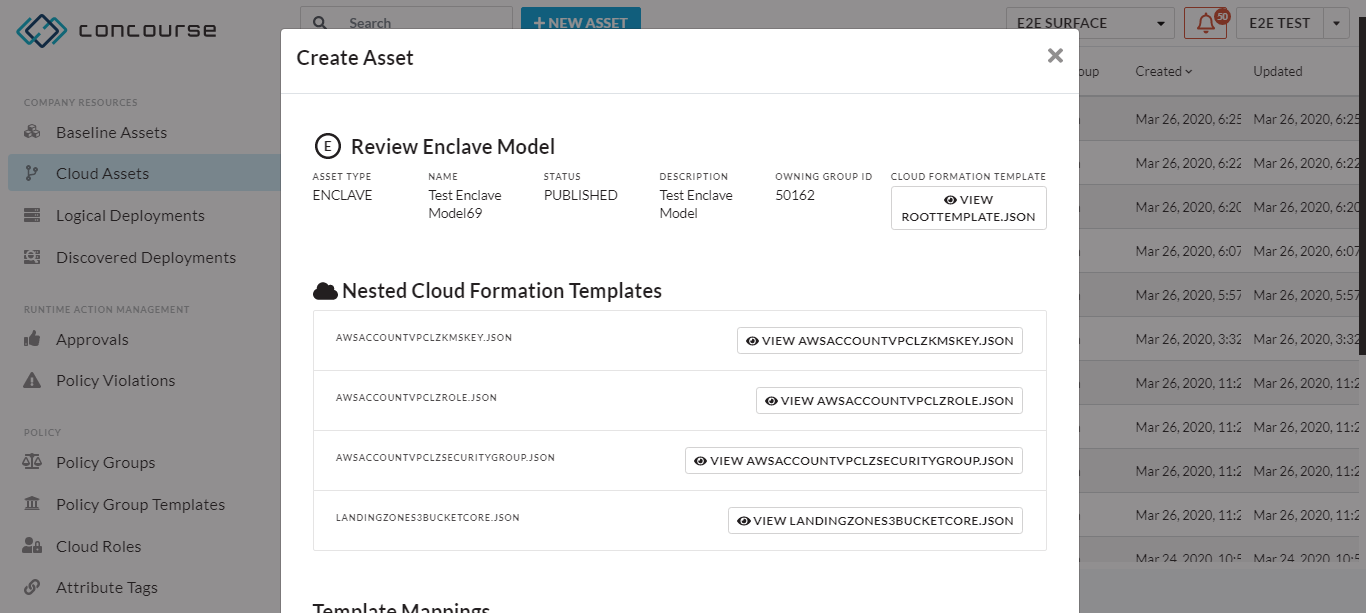 concourse
Search
+ NEW ASSET
E2E SURFACE
50
E2E TEST
COMPANY RESOURCES
Baseline Assets
Cloud Assets
Logical Deployments
Discovered Deployments
RUNTIME ACTION MANAGEMENT
Approvals
Policy Violations
POLICY
Policy Groups
Policy Group Templates
Cloud Roles
Attribute Tags
Create Asset
E Review Enclave Model
ASSET TYPE
ENCLAVE
NAME
Test Enclave
Model69
STATUS
PUBLISHED
DESCRIPTION
Test Enclave
Model
OWNING GROUP ID
50162
CLOUD FORMATION TEMPLATE
VIEW
ROOTTEMPLATE.JSON
Nested Cloud Formation Templates
AWSACCOUNTVPCLZKMSKEY.JSON VIEW AWSACCOUNTVPCLZKMSKEY.JSON
AWSACCOUNTVPCLZROLE.JSON VIEW AWSACCOUNTVPCLZROLE.JSON
AWSACCOUNTVPCLZSECURITYGROUP.JSON VIEW AWSACCOUNTVPCLZSECURITYGROUP.JSON
LANDINGZONES3BUCKETCORE.JSON VIEW LANDINGZONES3BUCKETCORE.JSON
Template Mappings
oup Created Updated
Mar 26, 2020, 6:25 Mar 26, 2020, 6:25
Mar 26, 2020, 6:22 Mar 26, 2020, 6:22
Mar 26, 2020, 6:20 Mar 26, 2020, 6:20
Mar 26, 2020, 6:07 Mar 26, 2020, 6:07
Mar 26, 2020, 5:57 Mar 26, 2020, 5:57
Mar 26, 2020, 3:32 Mar 26, 2020, 3:32
Mar 26, 2020, 11:2 Mar 26, 2020, 11:2
Mar 26, 2020, 11:2 Mar 26, 2020, 11:2
Mar 26, 2020, 11:2 Mar 26, 2020, 11:2
Mar 26, 2020, 11:2 Mar 26, 2020, 11:2
Mar 24, 2020, 10:5 Mar 24, 2020, 10:5